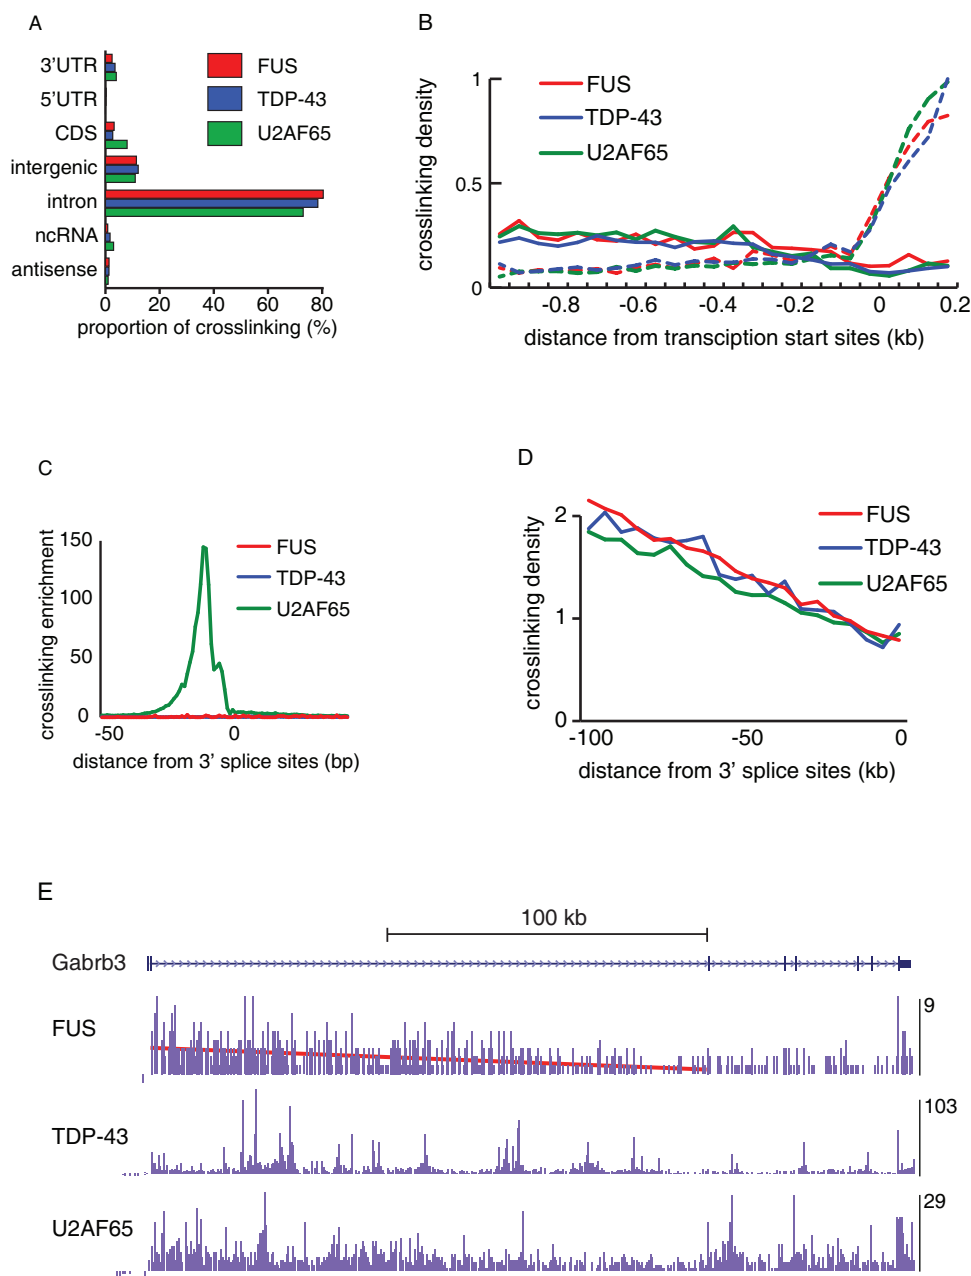 A
3'UTR
5'UTR
CDS
intergenic
intron
ncRNA
antisense
FUS
TDP-43
U2AF65
0 20 40 60 80
proportion of crosslinking (%)
B
crosslinking density
1
0.5
0
FUS
TDP-43
U2AF65
-0.8 -0.6 -0.4 -0.2 0 0.2
distance from transciption start sites (kb)
C
crosslinking enrichment
150
100
50
0
FUS
TDP-43
U2AF65
-50 0
distance from 3' splice sites (bp)
D
crosslinking density
2
1
0
FUS
TDP-43
U2AF65
-100 -50 0
distance from 3' splice sites (kb)
E
100 kb
Gabrb3
FUS
9
TDP-43
103
U2AF65
29